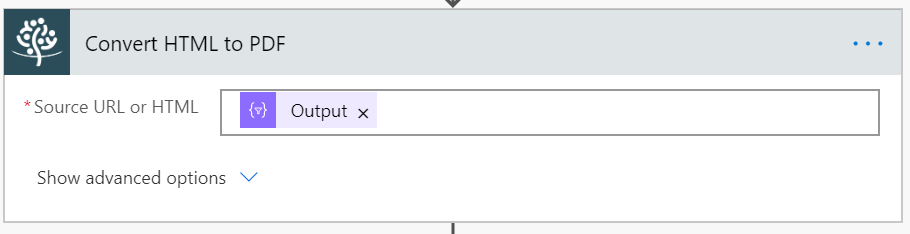 Convert HTML to PDF
...
*Source URL or HTML
Output ×
Show advanced options